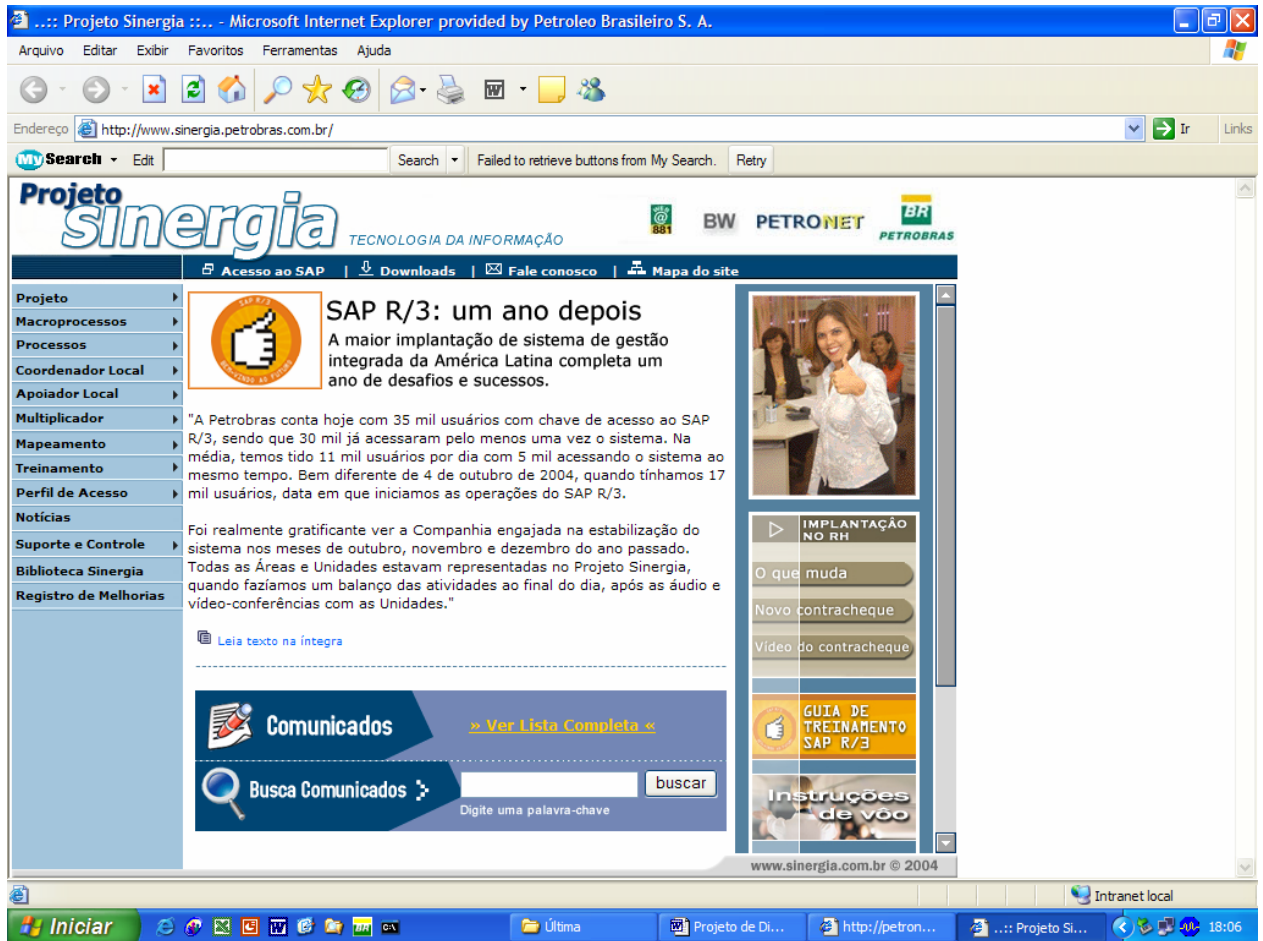 ..:: Projeto Sinergia ::.. - Microsoft Internet Explorer provided by Petroleo Brasileiro S. A.
Arquivo Editar Exibir Favoritos Ferramentas Ajuda
Endereço http://www.sinergia.petrobras.com.br/ Ir Links
My Search Edit Search Failed to retrieve buttons from My Search. Retry
Projeto
sinergia
TECNOLOGIA DA INFORMAÇÃO
881 BW PETRONET BR PETROBRAS
Acesso ao SAP | Downloads | Fale conosco | Mapa do site
Projeto
Macroprocessos
Processos
Coordenador Local
Apoiador Local
Multiplicador
Mapeamento
Treinamento
Perfil de Acesso
Notícias
Suporte e Controle
Biblioteca Sinergia
Registro de Melhorias
SAP R/3
BEM-VINDO AO FUTURO
SAP R/3: um ano depois
A maior implantação de sistema de gestão
integrada da América Latina completa um
ano de desafios e sucessos.
"A Petrobras conta hoje com 35 mil usuários com chave de acesso ao SAP
R/3, sendo que 30 mil já acessaram pelo menos uma vez o sistema. Na
média, temos tido 11 mil usuários por dia com 5 mil acessando o sistema ao
mesmo tempo. Bem diferente de 4 de outubro de 2004, quando tínhamos 17
mil usuários, data em que iniciamos as operações do SAP R/3.
Foi realmente gratificante ver a Companhia engajada na estabilização do
sistema nos meses de outubro, novembro e dezembro do ano passado.
Todas as Áreas e Unidades estavam representadas no Projeto Sinergia,
quando fazíamos um balanço das atividades ao final do dia, após as áudio e
vídeo-conferências com as Unidades."
Leia texto na íntegra
Comunicados
» Ver Lista Completa «
Busca Comunicados
buscar
Digite uma palavra-chave
IMPLANTAÇÃO
NO RH
O que muda
Novo contracheque
Vídeo do contracheque
GUIA DE
TREINAMENTO
SAP R/3
Instruções
de vôo
www.sinergia.com.br © 2004
Intranet local
Iniciar Última Projeto de Di... http://petron... ..:: Projeto Si... 18:06